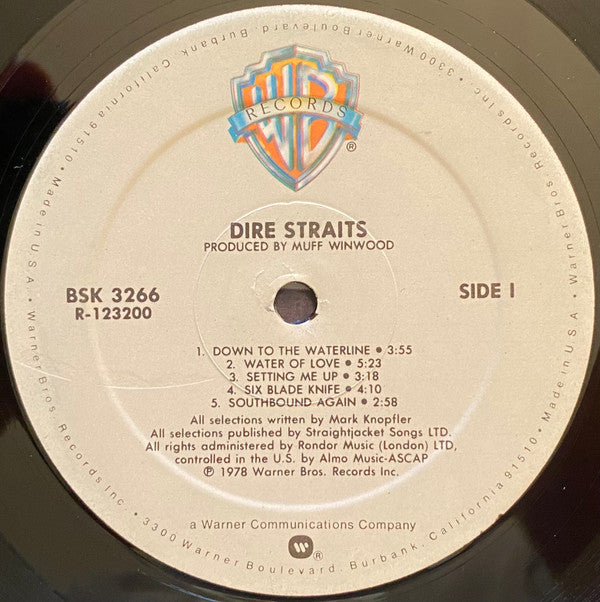 WB
RECORDS
®
DIRE STRAITS
PRODUCED BY MUFF WINWOOD
BSK 3266
R-123200
SIDE I
1. DOWN TO THE WATERLINE • 3:55
2. WATER OF LOVE • 5:23
3. SETTING ME UP • 3:18
4. SIX BLADE KNIFE • 4:10
5. SOUTHBOUND AGAIN • 2:58
All selections written by Mark Knopfler
All selections published by Straightjacket Songs LTD.
All rights administered by Rondor Music (London) LTD,
controlled in the U.S. by Almo Music-ASCAP
℗ 1978 Warner Bros. Records Inc.
a Warner Communications Company
W®
Warner Bros. Records Inc. • 3300 Warner Boulevard, Burbank, California 91510 • Made in U.S.A. • Warner Bros. Records Inc. • 3300 Warner Boulevard, Burbank, California 91510 • Made in U.S.A. •